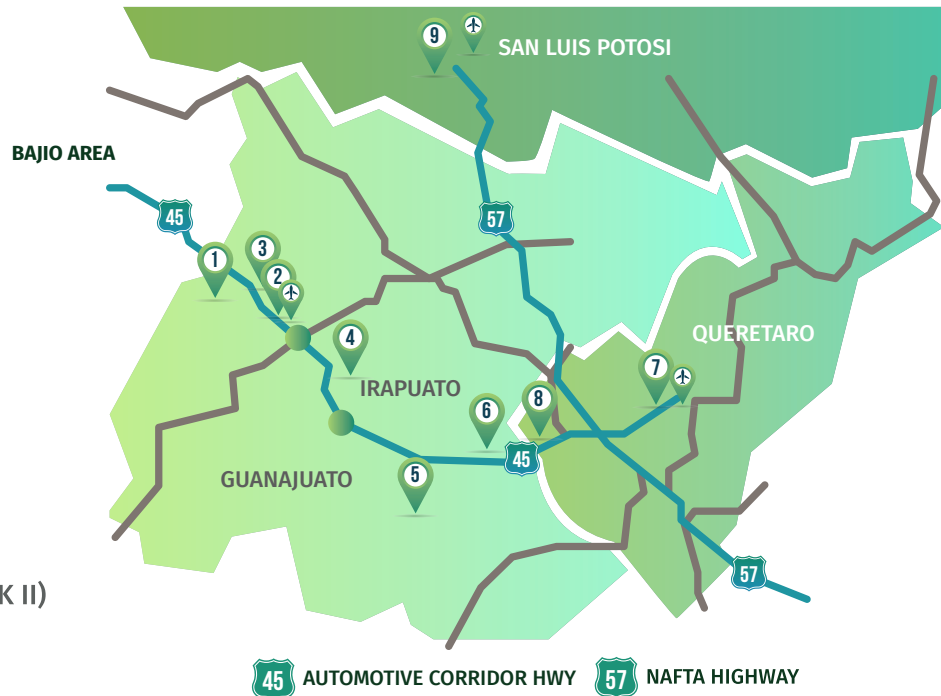 9
SAN LUIS POTOSI
BAJIO AREA
45
57
3
1
2
QUERETARO
4
7
IRAPUATO
8
6
45
5
GUANAJUATO
57
K II)
45 AUTOMOTIVE CORRIDOR HWY 57 NAFTA HIGHWAY